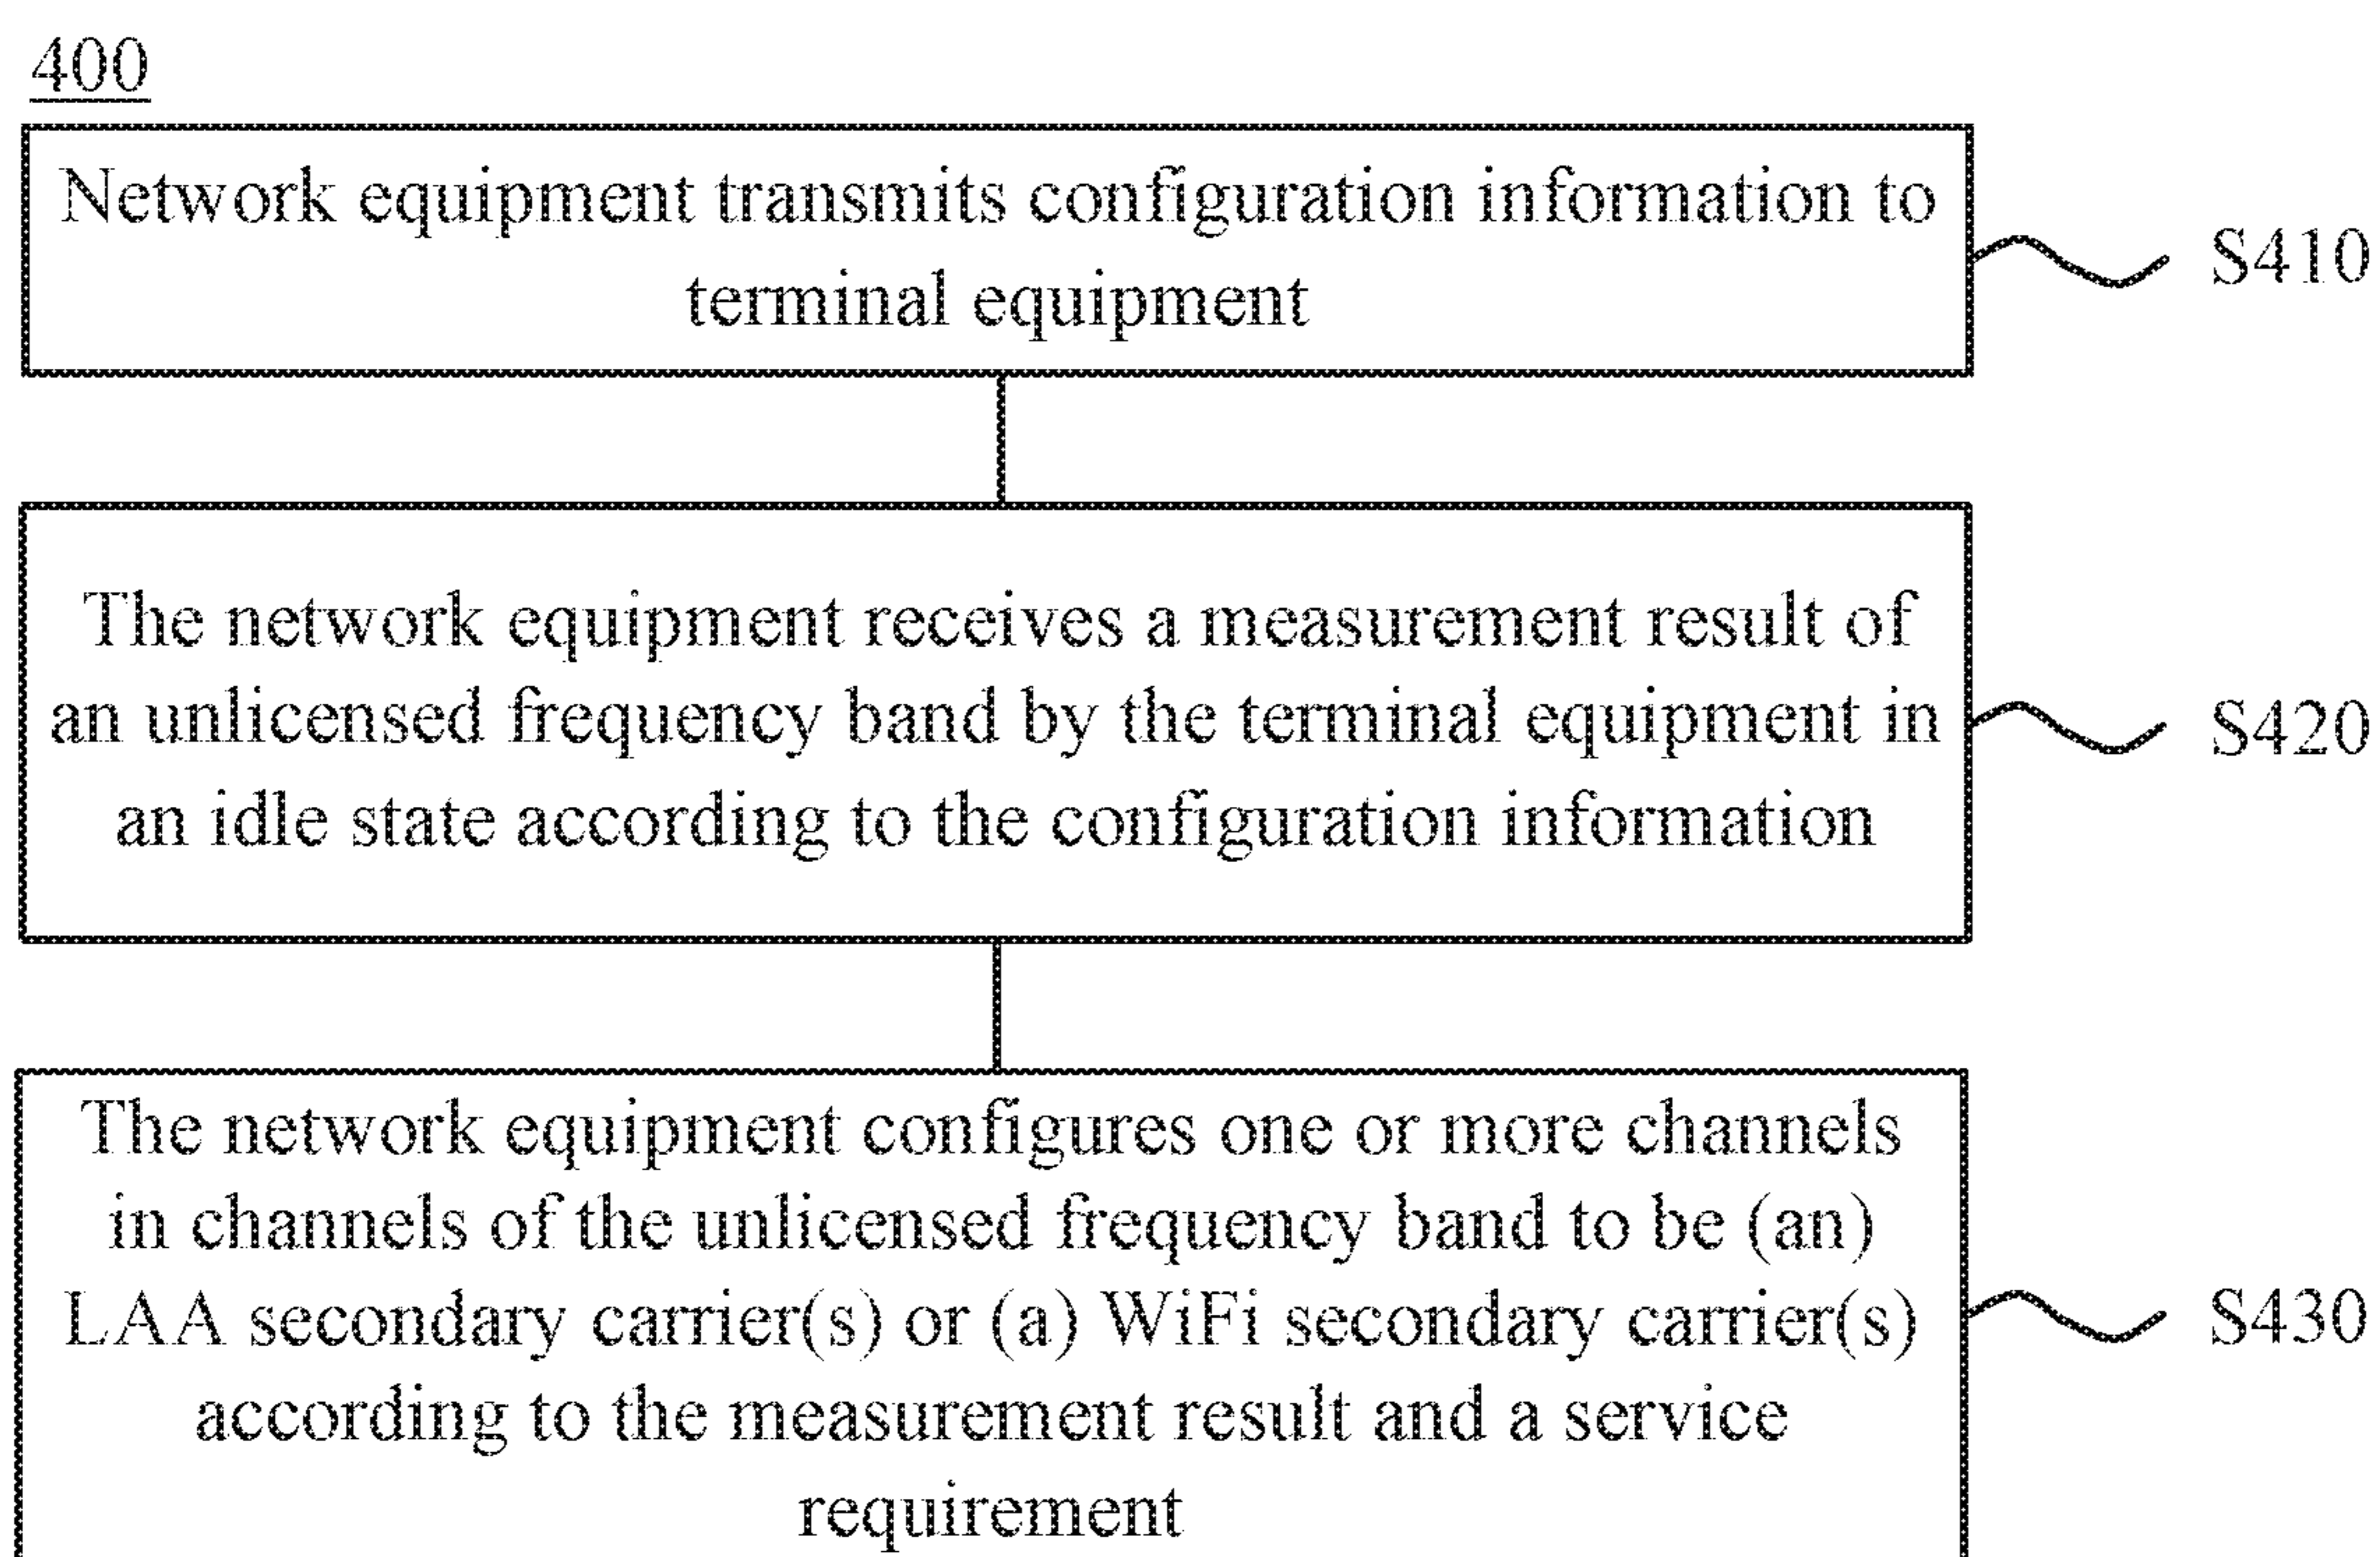 400
Network equipment transmits configuration information to
terminal equipment
S410
The network equipment receives a measurement result of
an unlicensed frequency band by the terminal equipment in
an idle state according to the configuration information
S420
The network equipment configures one or more channels
in channels of the unlicensed frequency band to be (an)
LAA secondary carrier(s) or (a) WiFi secondary carrier(s)
according to the measurement result and a service
requirement
S430